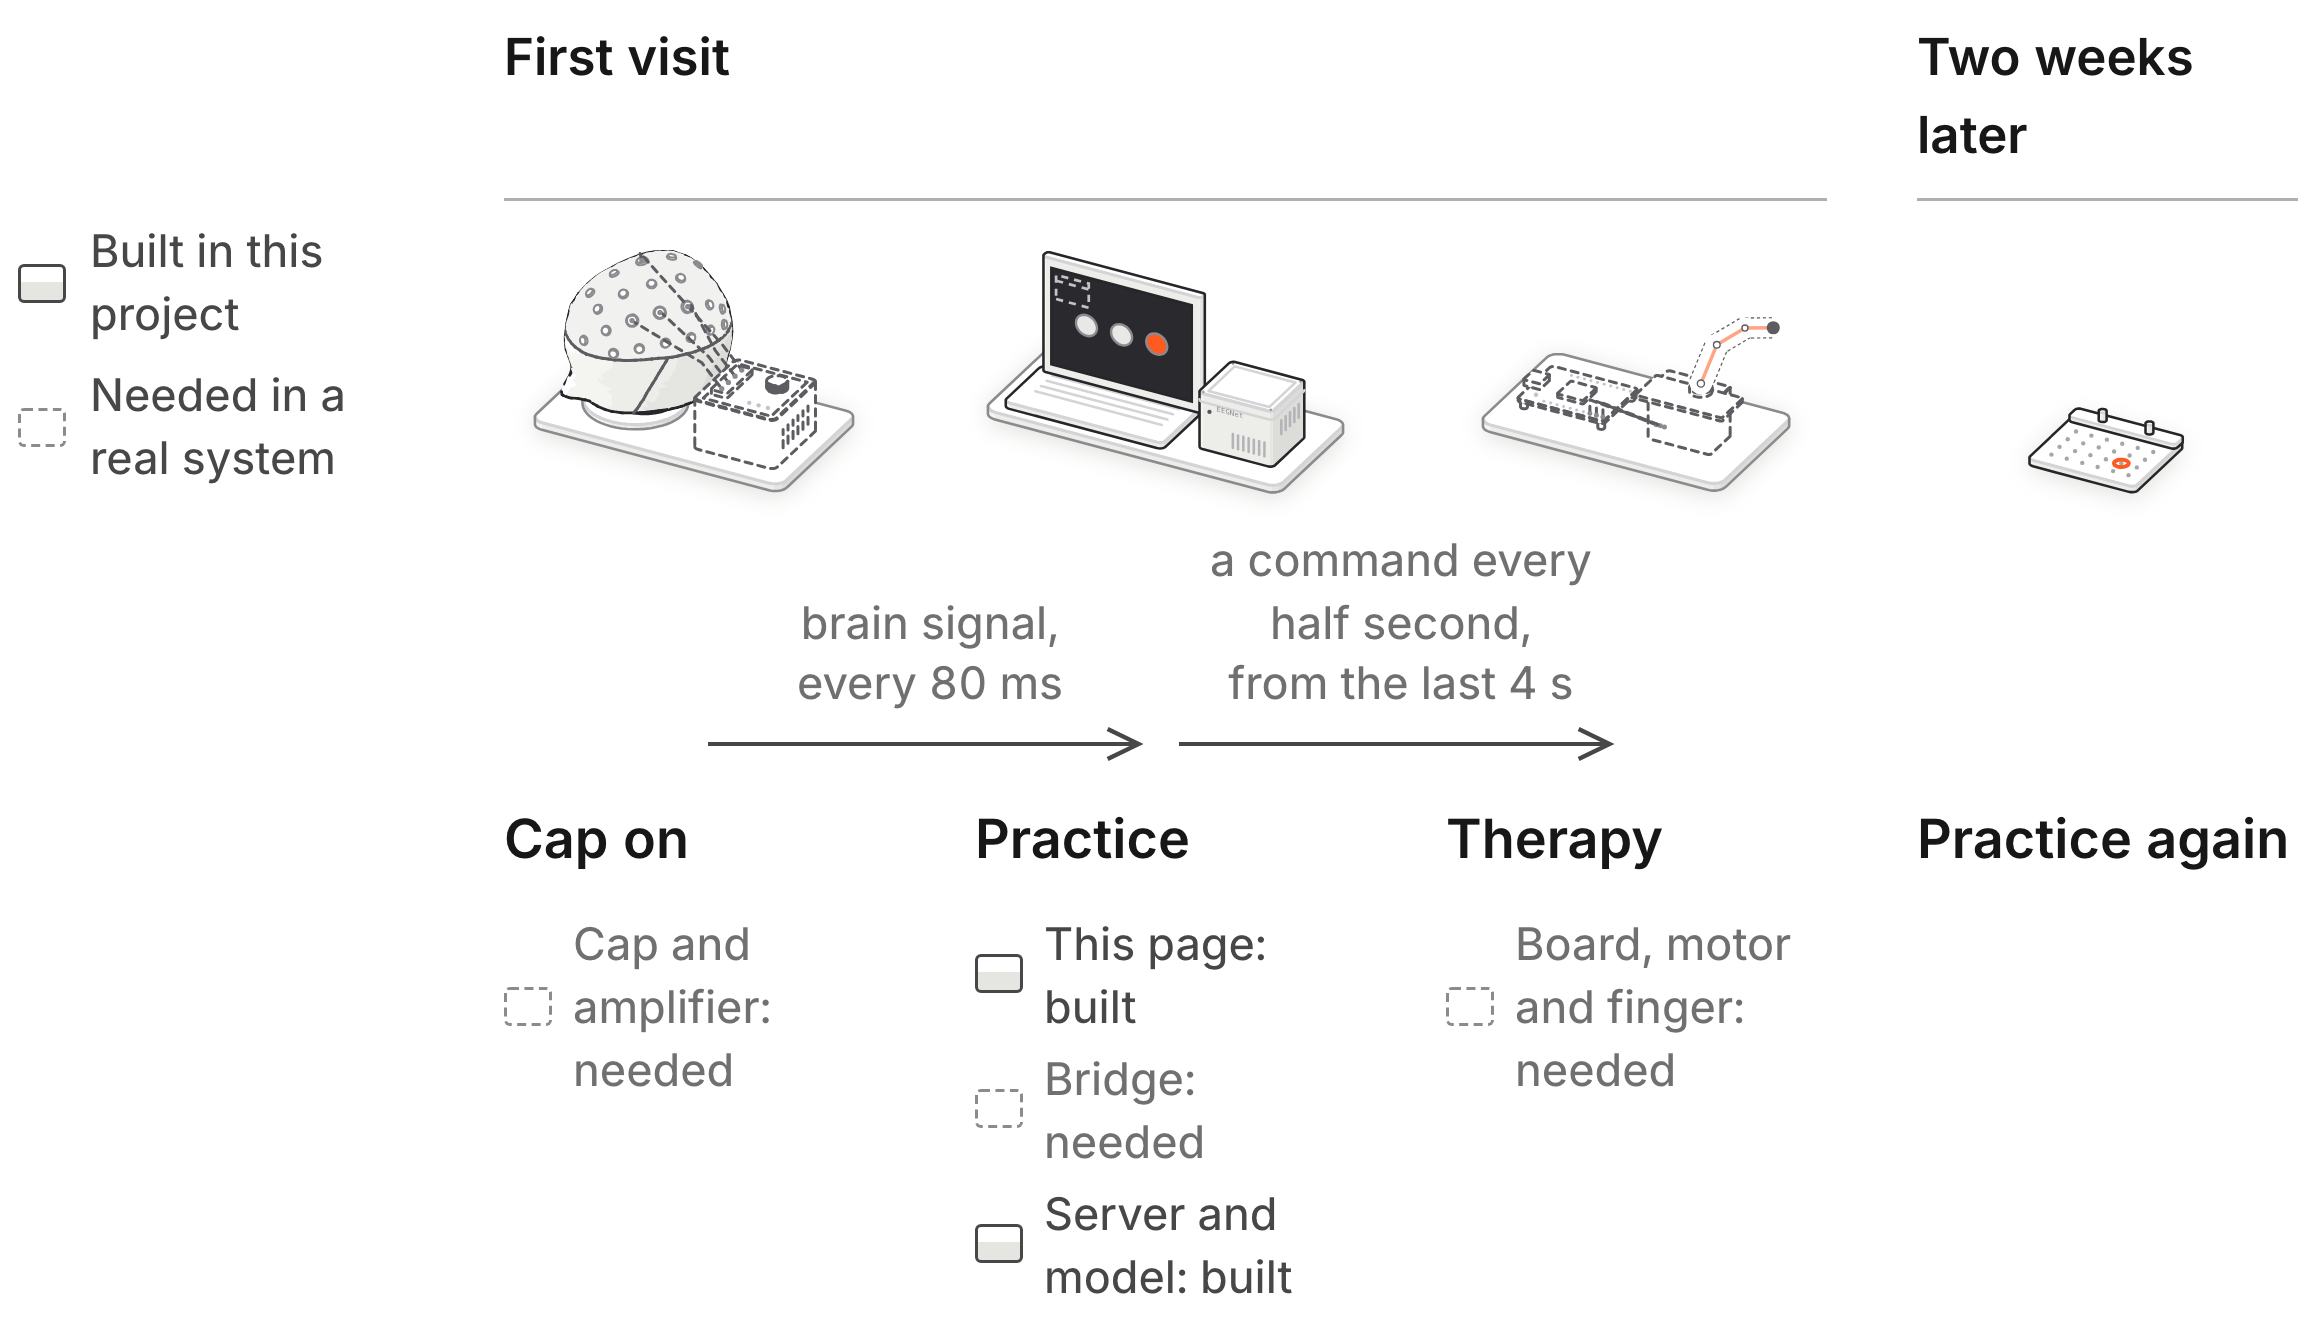 First visit
Two weeks
later
Built in this
project
Needed in a
real system
EEGNet
a command every
half second,
from the last 4 s
brain signal,
every 80 ms
Cap on
Practice
Therapy
Practice again
Cap and
amplifier:
needed
This page:
built
Bridge:
needed
Server and
model: built
Board, motor
and finger:
needed